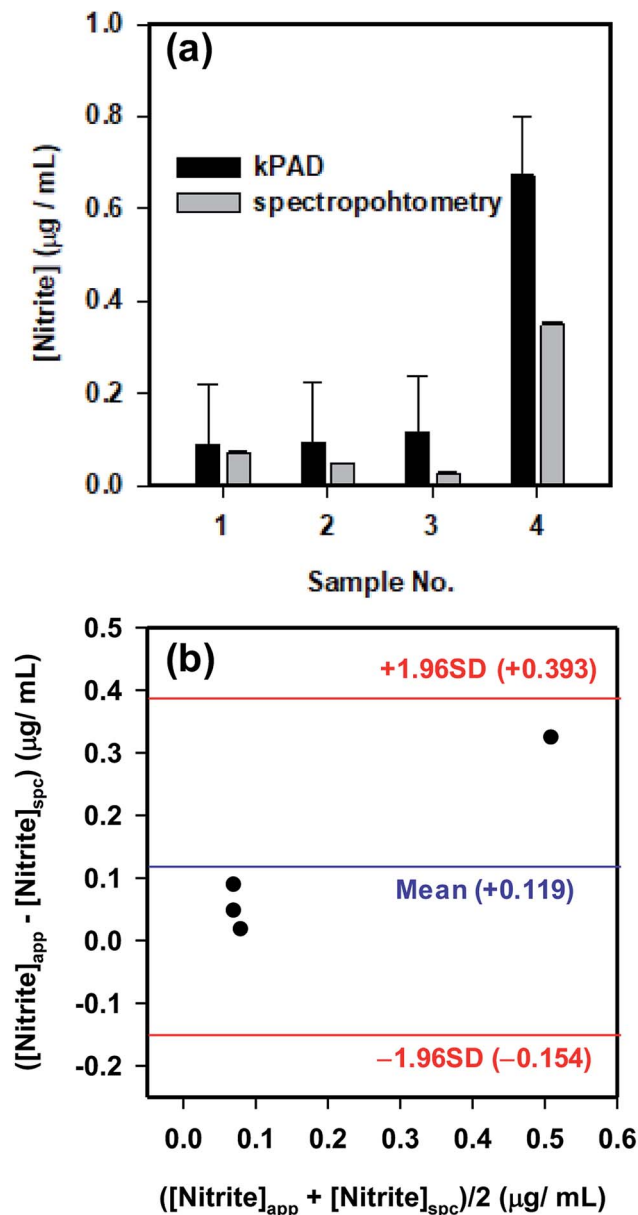 (a)
[Nitrite] (μg / mL)
1.0
0.8
0.6
0.4
0.2
0.0
kPAD
spectropohtometry
1 2 3 4
Sample No.
(b)
([Nitrite]app - [Nitrite]spc) (μg/ mL)
0.5
0.4
0.3
0.2
0.1
0.0
-0.1
-0.2
+1.96SD (+0.393)
Mean (+0.119)
−1.96SD (−0.154)
0.0 0.1 0.2 0.3 0.4 0.5 0.6
([Nitrite]app + [Nitrite]spc)/2 (μg/ mL)